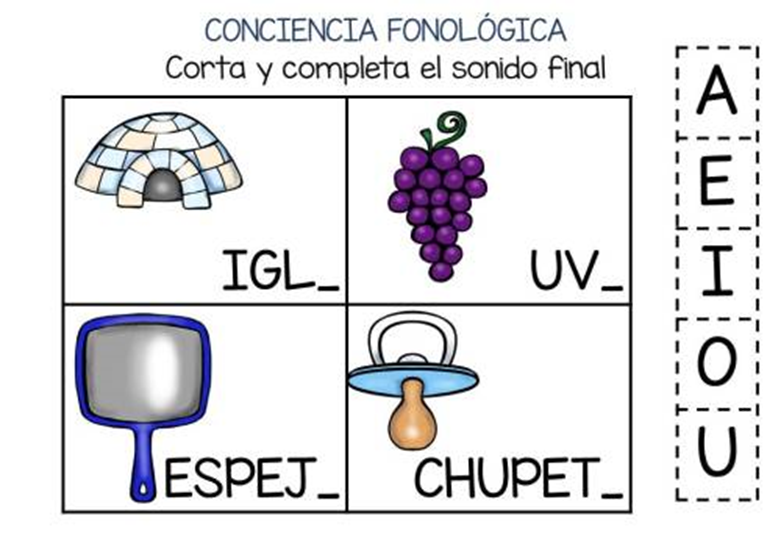 CONCIENCIA FONOLÓGICA
Corta y completa el sonido final
IGL_
UV_
ESPEJ_
CHUPET_
A
E
I
O
U